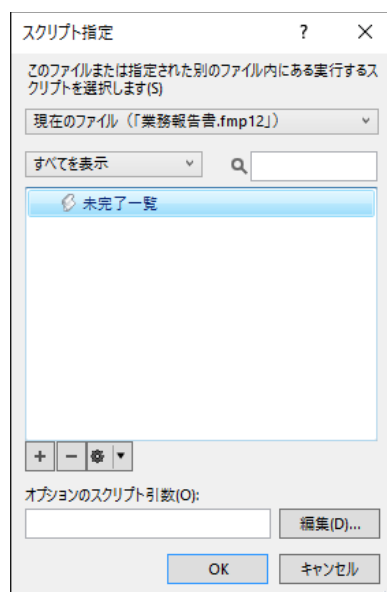 スクリプト指定 ? ×
このファイルまたは指定された別のファイル内にある実行するス
クリプトを選択します(S)
現在のファイル（「業務報告書.fmp12」）
すべてを表示
未完了一覧
オプションのスクリプト引数(O):
編集(D)...
OK キャンセル